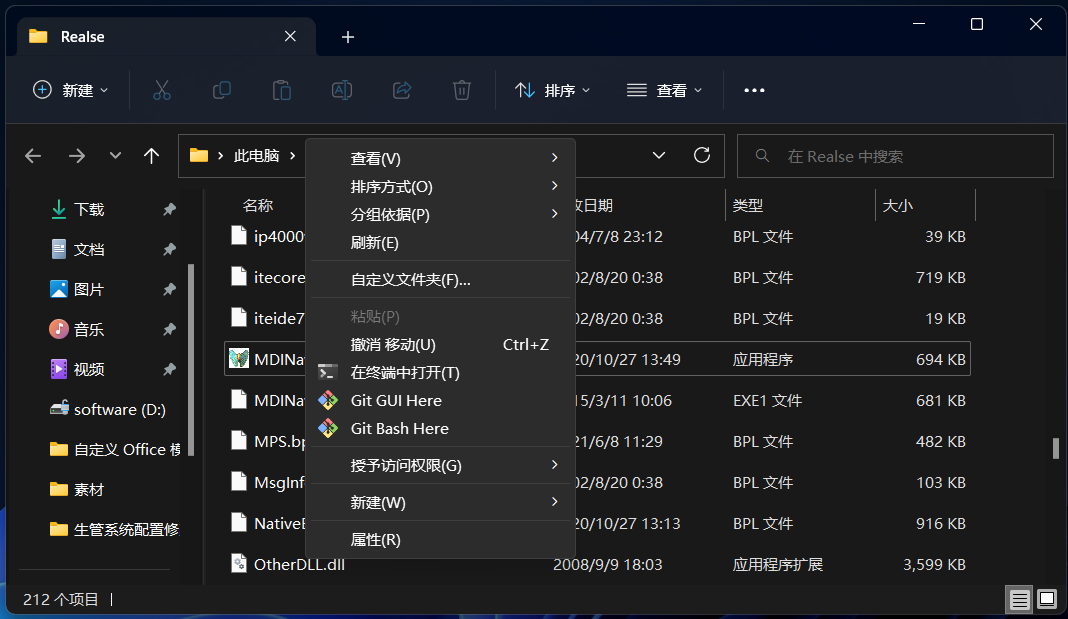 Realse
新建
排序
查看
此电脑
在 Realse 中搜索
下载
文档
图片
音乐
视频
software (D:)
自定义 Office 模
素材
生管系统配置修
名称
改日期
类型
大小
ip4000
04/7/8 23:12
BPL 文件
39 KB
itecore
02/8/20 0:38
BPL 文件
719 KB
iteide7
02/8/20 0:38
BPL 文件
19 KB
MDINa
20/10/27 13:49
应用程序
694 KB
MDINa
15/3/11 10:06
EXE1 文件
681 KB
MPS.bp
21/6/8 11:29
BPL 文件
482 KB
MsgInf
02/8/20 0:38
BPL 文件
103 KB
Native
20/10/27 13:13
BPL 文件
916 KB
OtherDLL.dll
2008/9/9 18:03
应用程序扩展
3,599 KB
查看(V)
排序方式(O)
分组依据(P)
刷新(E)
自定义文件夹(F)...
粘贴(P)
撤消 移动(U) Ctrl+Z
在终端中打开(T)
Git GUI Here
Git Bash Here
授予访问权限(G)
新建(W)
属性(R)
212 个项目